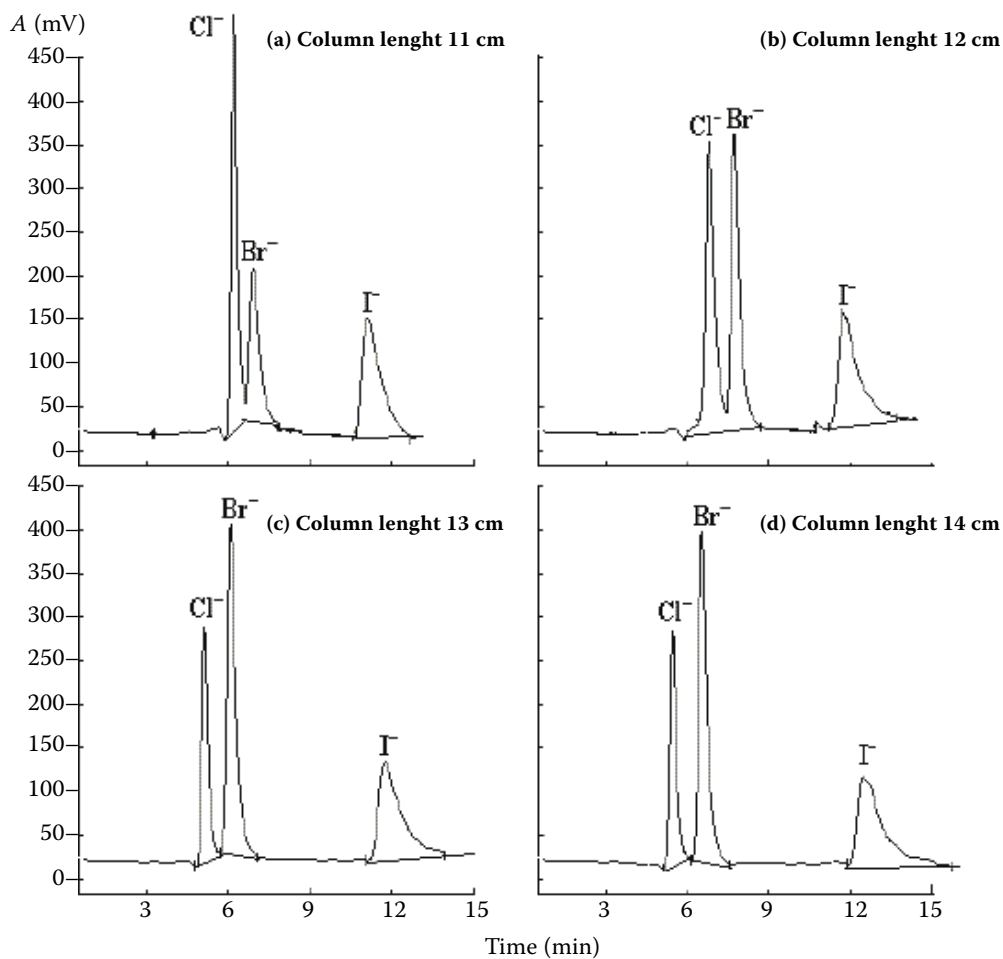 A (mV)
Cl⁻
(a) Column lenght 11 cm
450
400
350
300
250
200
150
100
50
0
Br⁻
I⁻
(b) Column lenght 12 cm
Cl⁻ Br⁻
I⁻
450
400
350
300
250
200
150
100
50
0
Br⁻
(c) Column lenght 13 cm
Cl⁻
I⁻
3 6 9 12 15
Br⁻
(d) Column lenght 14 cm
Cl⁻
I⁻
3 6 9 12 15
Time (min)